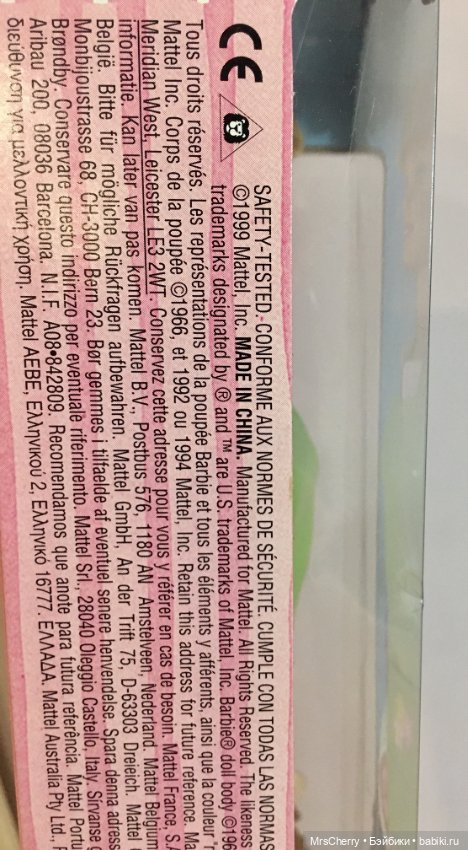 CE
SAFETY-TESTED - CONFORME AUX NORMES DE SÉCURITÉ. CUMPLE CON TODAS LAS NORMAS
©1999 Mattel, Inc. MADE IN CHINA. Manufactured for Mattel. All Rights Reserved. The likeness
trademarks designated by ® and ™ are U.S. trademarks of Mattel, Inc. Barbie® doll body ©196
Tous droits réservés. Les représentations de la poupée Barbie et tous les éléments y afférents, ainsi que la couleur "r
Mattel Inc. Corps de la poupée ©1966, et 1992 ou 1994 Mattel, Inc. Retain this address for future reference. Ma
Meridian West, Leicester LE3 2WT. Conservez cette adresse pour vous y référer en cas de besoin. Mattel France, S.A
informatie. Kan later van pas komen. Mattel B.V., Postbus 576, 1180 AN Amstelveen, Nederland. Mattel Belgium
België. Bitte für mögliche Rückfragen aufbewahren. Mattel GmbH, An der Trift 75, D-63303 Dreieich. Mattel
Monbijoustrasse 68, CH-3000 Bern 23. Bør gemmes i tilfælde af eventuel senere henvendelse. Spara denna adress
Brøndby. Conservare questo indirizzo per eventuale riferimento. Mattel Srl., 28040 Oleggio Castello, Italy. Sırvanse g
Aribau 200, 08036 Barcelona. N.I.F. A08•842809. Recomendamos que anote para futura referência. Mattel Portu
διεύθυνση για μελλοντική χρήση. Mattel AEBE, Ελληνικού 2, Ελληνικό 16777. ΕΛΛΑΔΑ. Mattel Australia Pty Ltd.,
MrsCherry • Бэйбики • babiki.ru